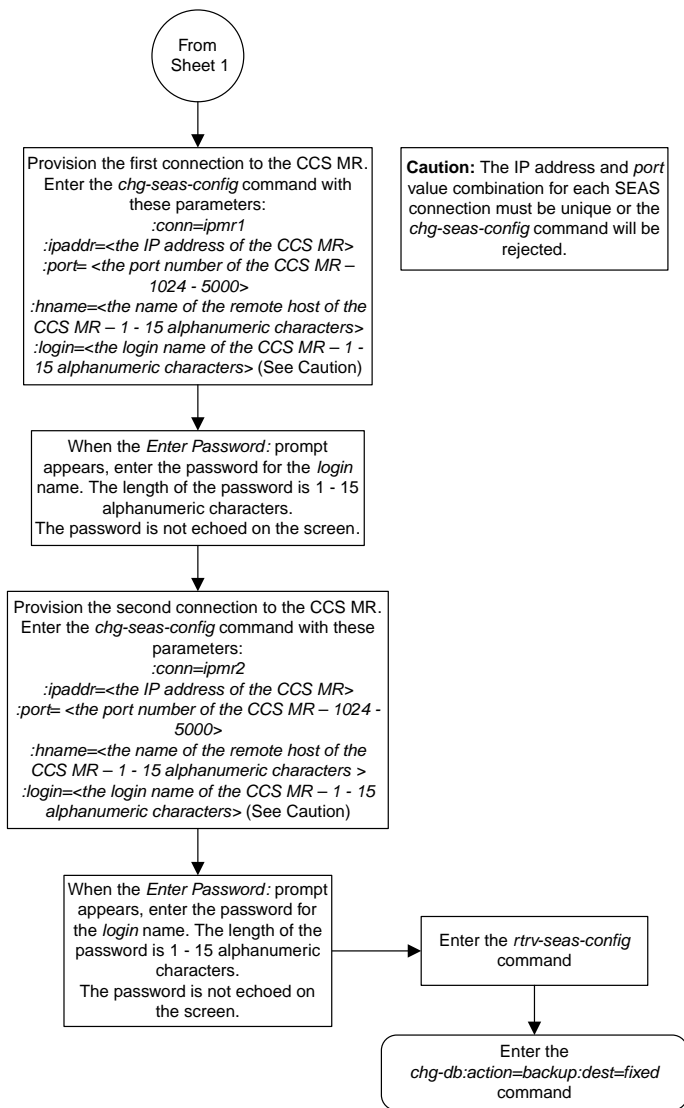 From
Sheet 1
Provision the first connection to the CCS MR.
Enter the chg-seas-config command with
these parameters:
:conn=ipmr1
:ipaddr=<the IP address of the CCS MR>
:port= <the port number of the CCS MR –
1024 - 5000>
:hname=<the name of the remote host of the
CCS MR – 1 - 15 alphanumeric characters>
:login=<the login name of the CCS MR – 1 -
15 alphanumeric characters> (See Caution)
Caution: The IP address and port
value combination for each SEAS
connection must be unique or the
chg-seas-config command will be
rejected.
When the Enter Password: prompt
appears, enter the password for the login
name. The length of the password is 1 - 15
alphanumeric characters.
The password is not echoed on the screen.
Provision the second connection to the CCS MR.
Enter the chg-seas-config command with these
parameters:
:conn=ipmr2
:ipaddr=<the IP address of the CCS MR>
:port= <the port number of the CCS MR – 1024 -
5000>
:hname=<the name of the remote host of the
CCS MR – 1 - 15 alphanumeric characters >
:login=<the login name of the CCS MR – 1 - 15
alphanumeric characters> (See Caution)
When the Enter Password: prompt
appears, enter the password for
the login name. The length of the
password is 1 - 15 alphanumeric
characters.
The password is not echoed on
the screen.
Enter the rtrv-seas-config
command
Enter the
chg-db:action=backup:dest=fixed
command